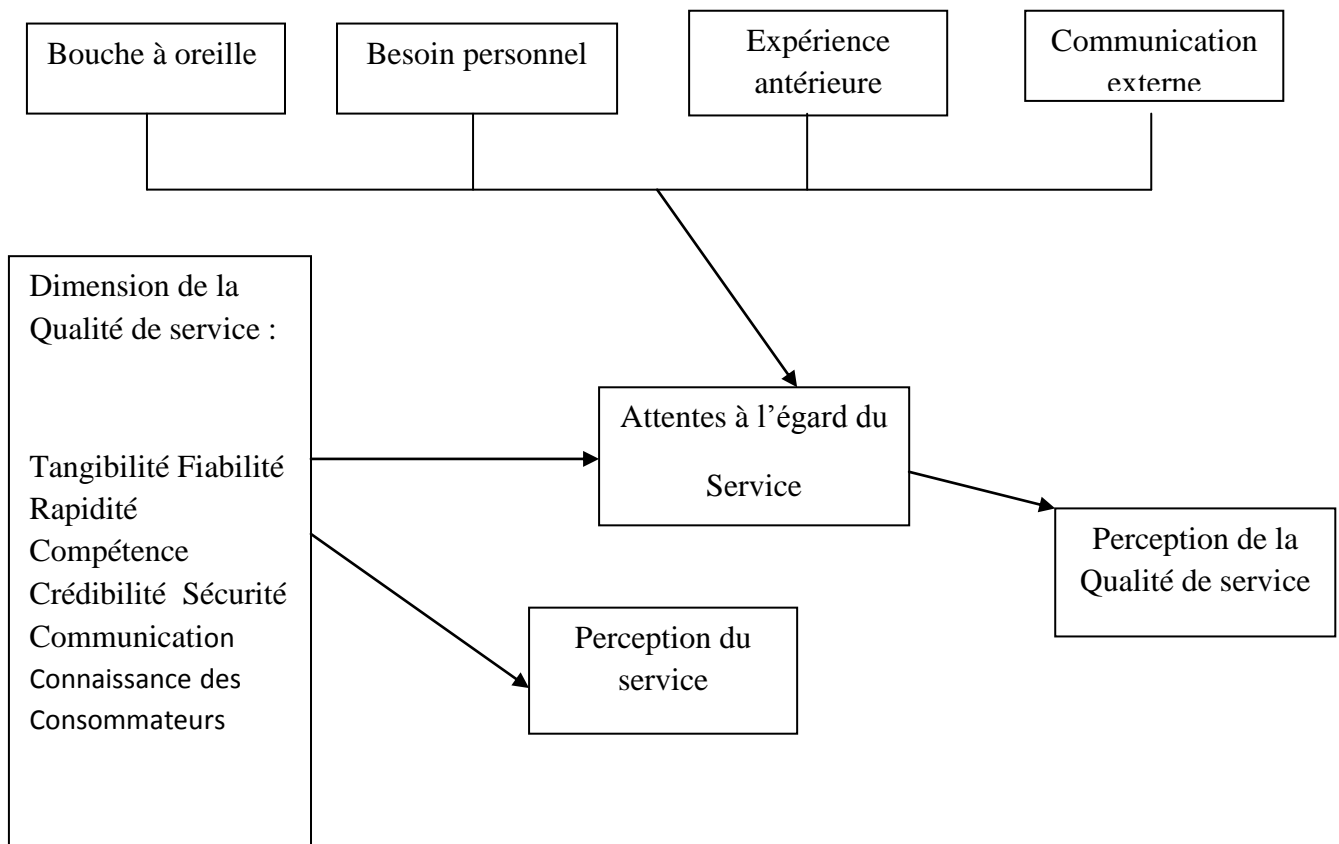 Bouche à oreille
Besoin personnel
Expérience
antérieure
Communication
externe
Dimension de la
Qualité de service :
Tangibilité Fiabilité
Rapidité
Compétence
Crédibilité Sécurité
Communication
Connaissance des
Consommateurs
Attentes à l’égard du
Service
Perception du
service
Perception de la
Qualité de service